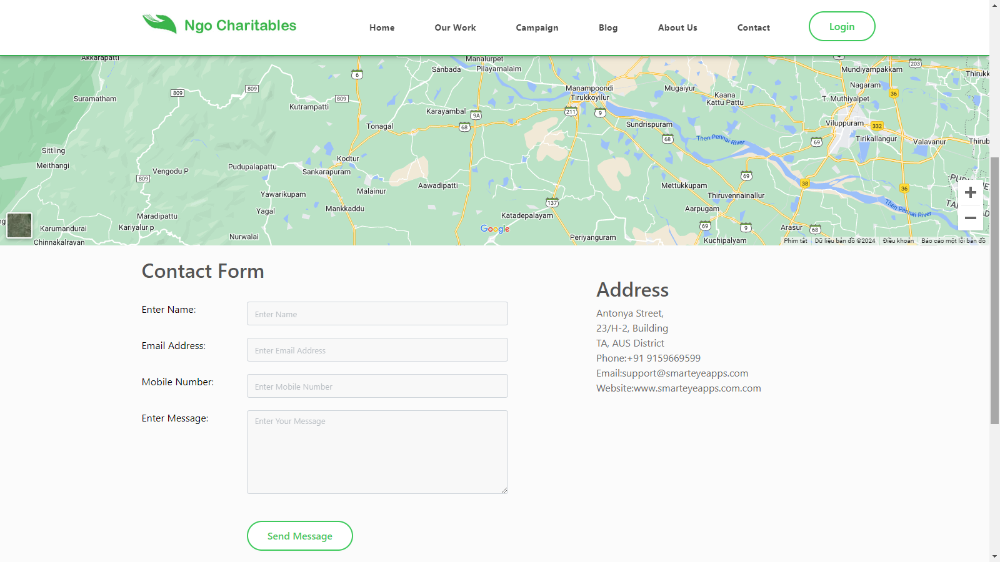 Ngo Charitables
Home
Our Work
Campaign
Blog
About Us
Contact
Login
Akkarapatti
Manalurpet
Sanbada
Pilayamalaim
6
4
203
Mundiyampakkam
Thirukk
Suramatham
809
809
809
Kutrampatti
Manampoondi
Tirukkoyilur
Mugaiyur
Kaana
Kattu Pattu
Nagaram
36
T. Muthiyalpet
Karayambal
9A
211
9
Tonagal
68
Sundrispuram
68
Then Pennai River
Viluppuram
332
69
Tirikallangur
Valavanur
Thirub
Sittling
Meithangi
Vengodu P
809
Pudupalapattu
Kodtur
Sankarapuram
Malainur
Aawadipatti
Mettukkupam
69
38
36
Yawarikupam
Mankkaddu
137
Thiruvennainallur
Aarpugam
Then Pennai River
Maradipattu
Yagal
Katadepalayam
Karumandurai
Kariyalur p
Nurwalai
Chinnakalrayan
Google
Periyanguram
69
9
Kuchipalyam
Arasur
68
Phím tắt
Dữ liệu bản đồ ©2024
Điều khoản
Báo cáo một lỗi bản đồ
Contact Form
Enter Name:
Enter Name
Email Address:
Enter Email Address
Mobile Number:
Enter Mobile Number
Enter Message:
Enter Your Message
Send Message
Address
Antonya Street,
23/H-2, Building
TA, AUS District
Phone:+91 9159669599
Email:support@smarteyeapps.com
Website:www.smarteyeapps.com.com